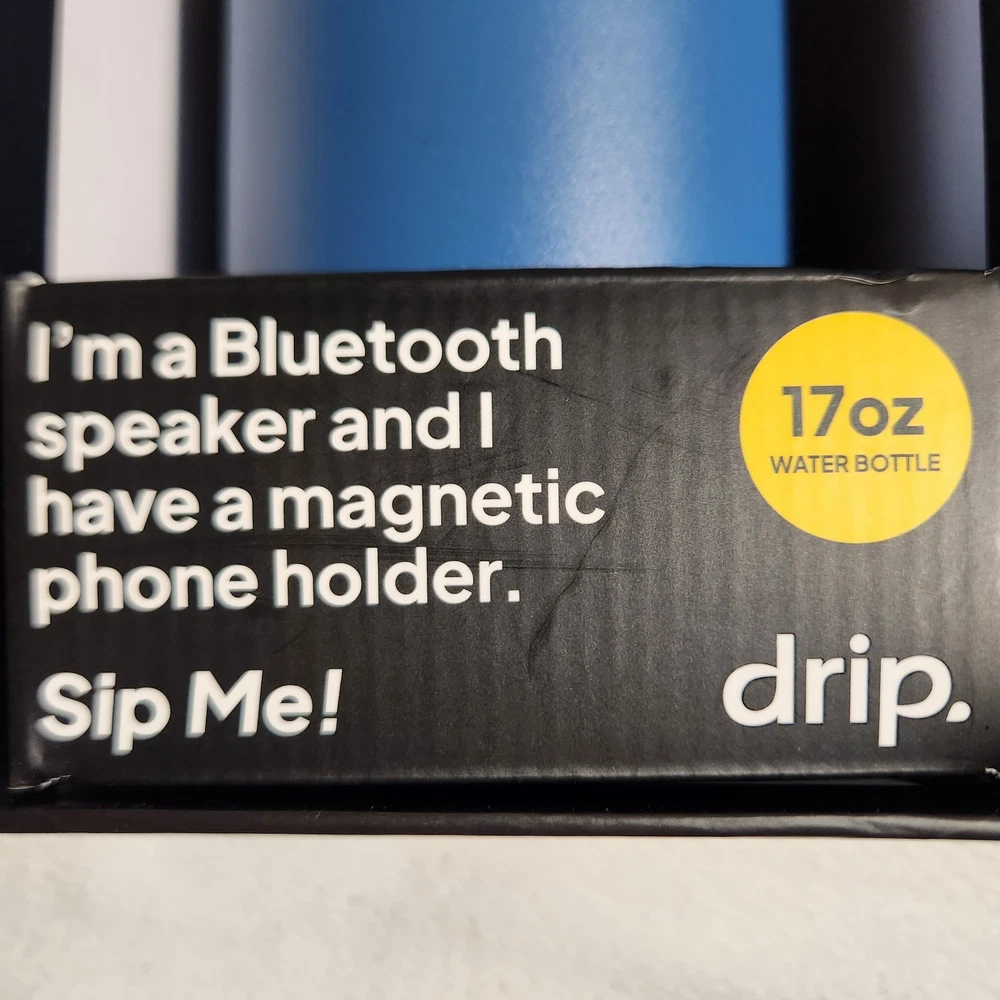 I'm a Bluetooth
speaker and I
have a magnetic
phone holder.
Sip Me!
17oz
WATER BOTTLE
drip.